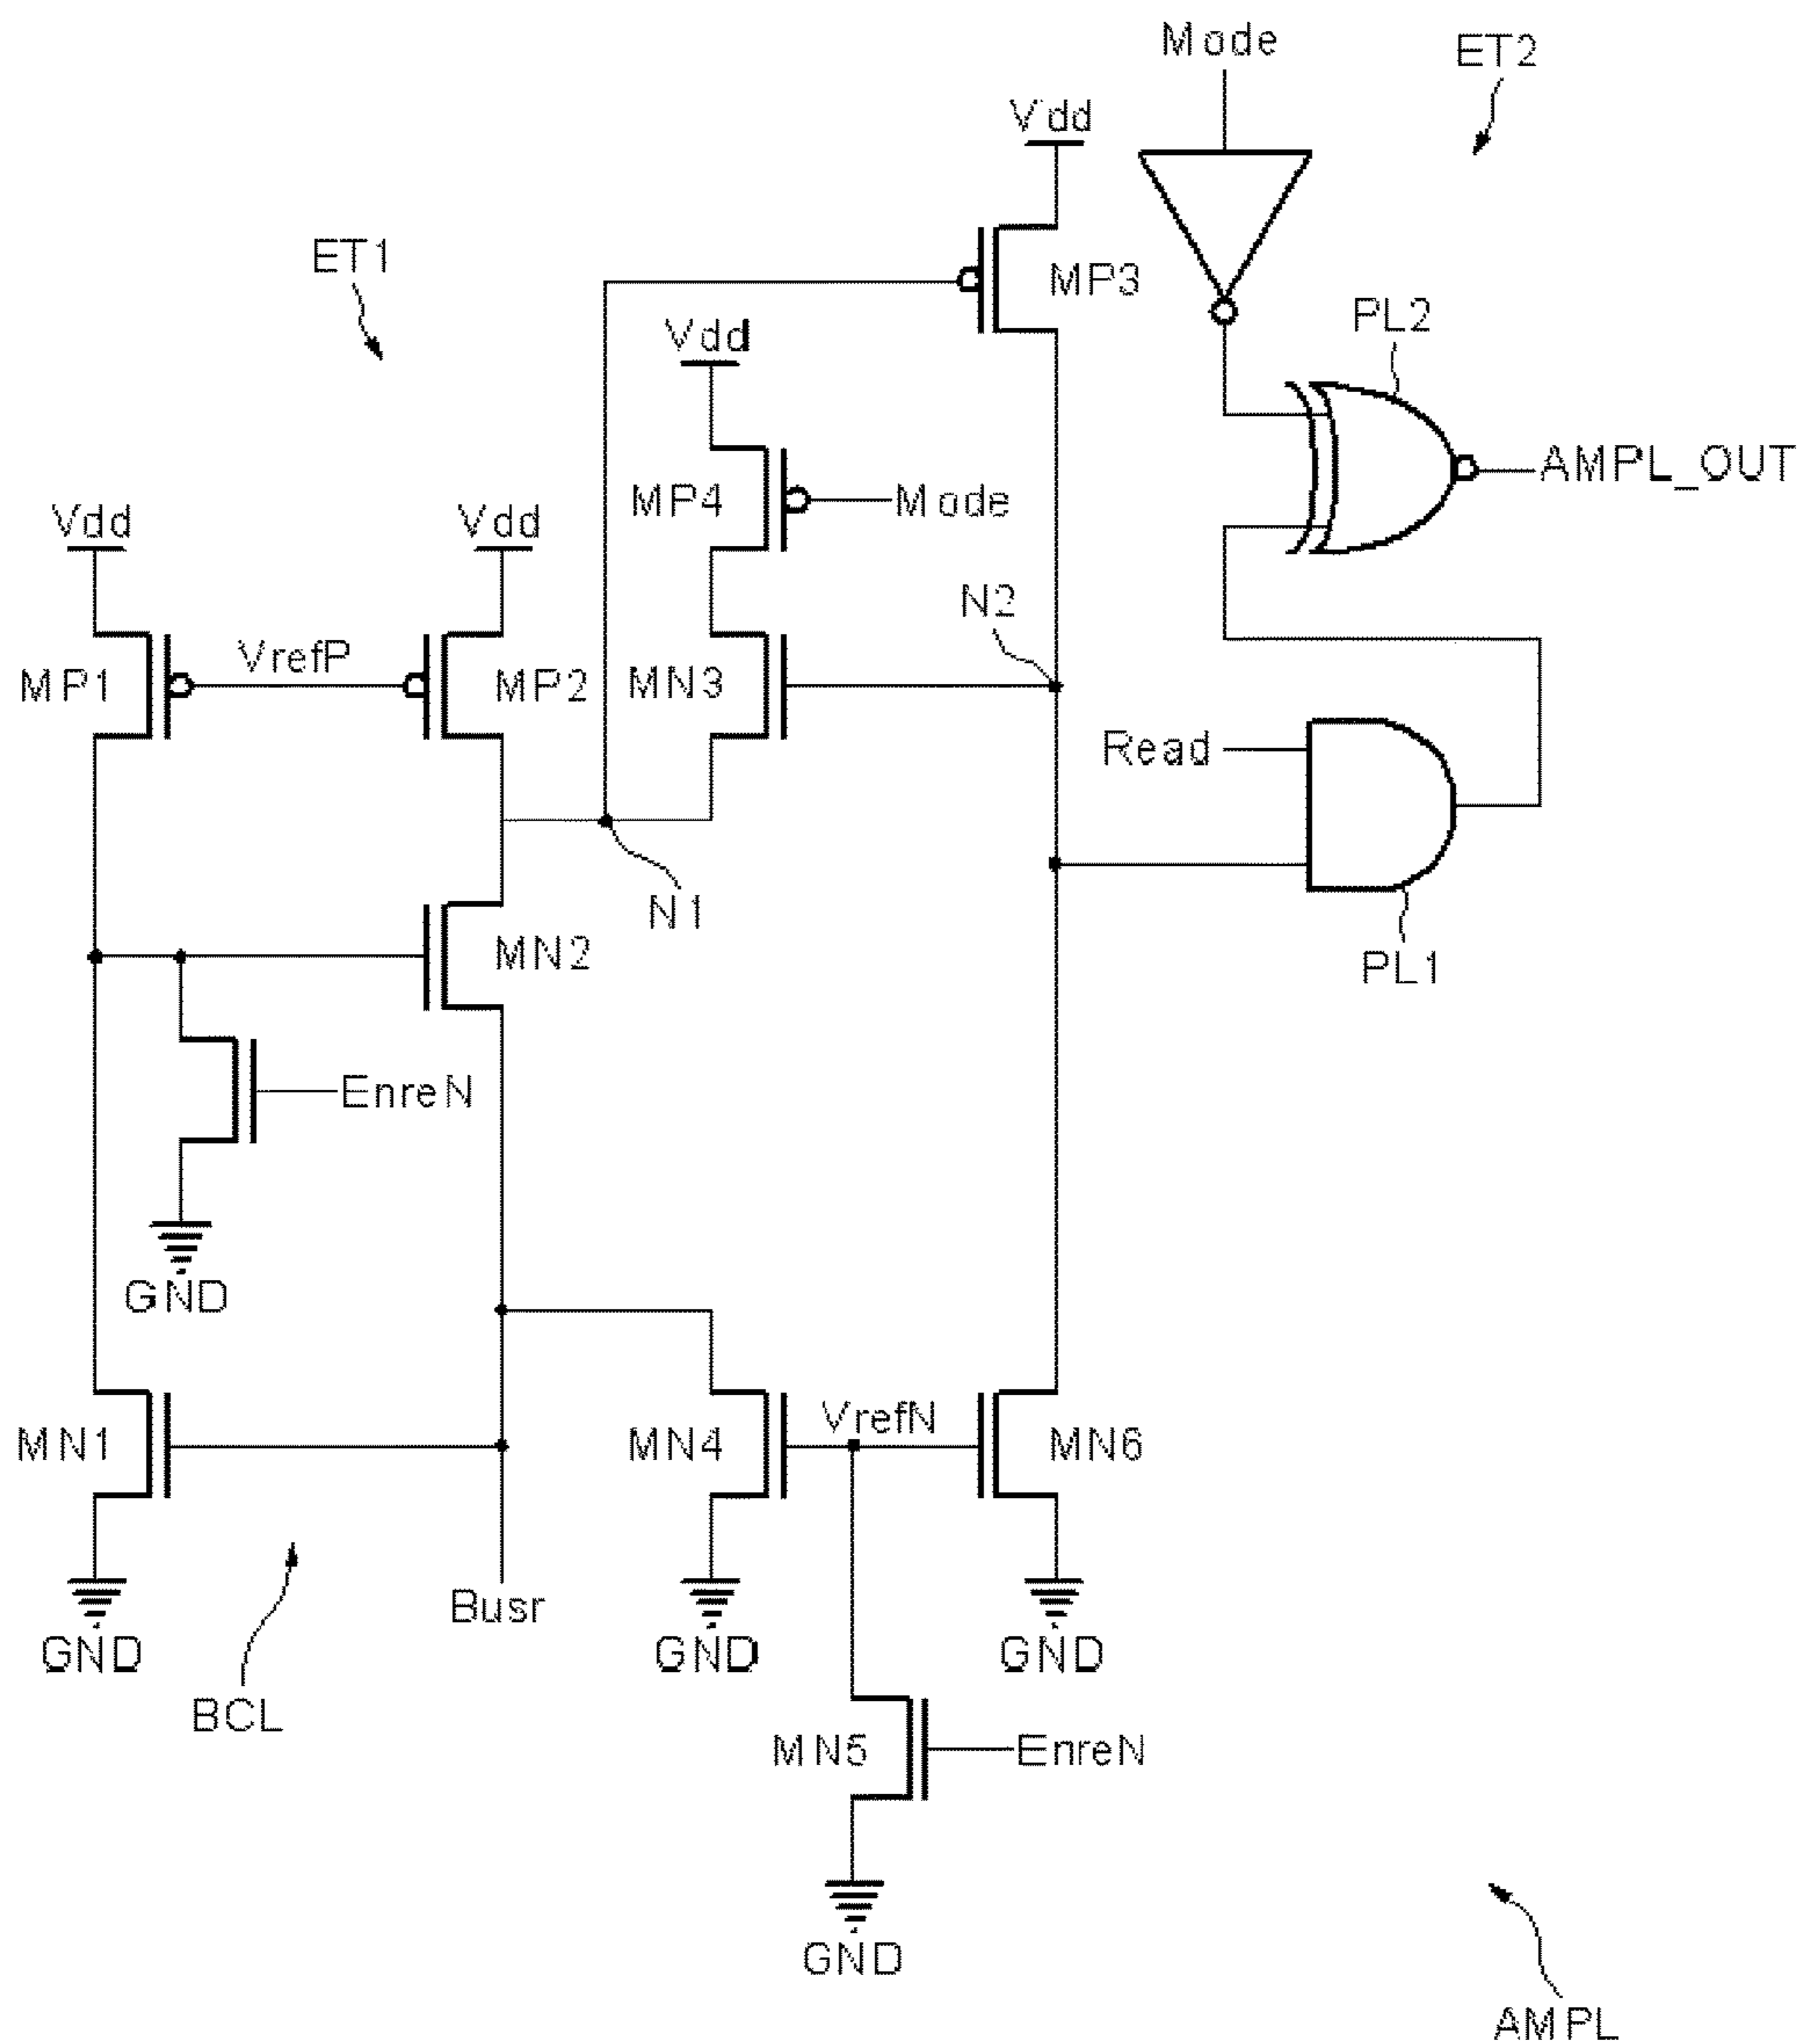 Mode
ET2
Vdd
ET1
MP3
PL2
Vdd
AMPL_OUT
MP4
Mode
Vdd
Vdd
N2
VrefP
MP1
MP2
MN3
Read
N1
MN2
PL1
EnreN
GND
VrefN
MN1
MN4
MN6
Busr
GND
GND
GND
BCL
MN5
EnreN
GND
AMPL